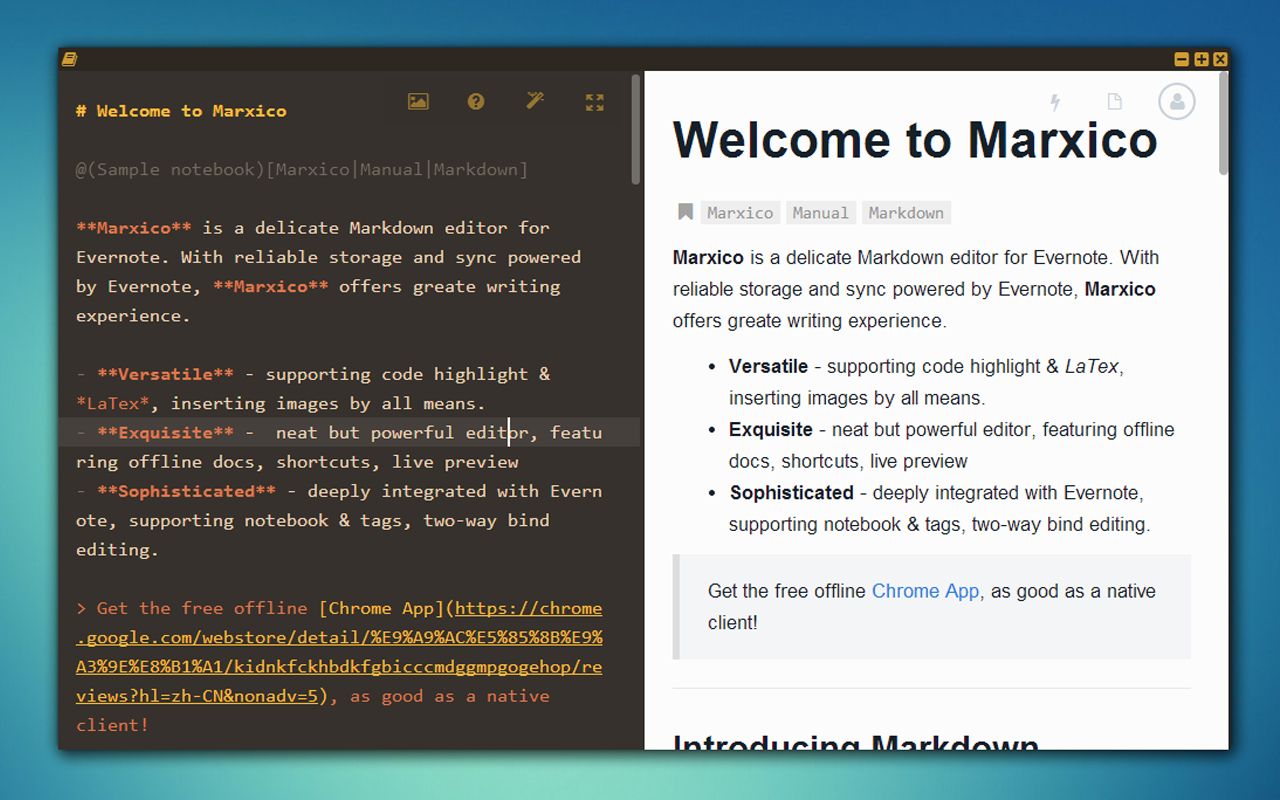 # Welcome to Marxico
@(Sample notebook)[Marxico|Manual|Markdown]
**Marxico** is a delicate Markdown editor for
Evernote. With reliable storage and sync powered
by Evernote, **Marxico** offers greate writing
experience.
- **Versatile** - supporting code highlight &
*LaTex*, inserting images by all means.
- **Exquisite** -  neat but powerful editor, featu
ring offline docs, shortcuts, live preview
- **Sophisticated** - deeply integrated with Evern
ote, supporting notebook & tags, two-way bind
editing.
> Get the free offline [Chrome App](https://chrome
.google.com/webstore/detail/%E9%A9%AC%E5%85%8B%E9%
A3%9E%E8%B1%A1/kidnkfckhbdkfgbicccmdggmpgogehop/re
views?hl=zh-CN&nonadv=5), as good as a native
client!
Welcome to Marxico
Marxico Manual Markdown
Marxico is a delicate Markdown editor for Evernote. With
reliable storage and sync powered by Evernote, Marxico
offers greate writing experience.
• Versatile - supporting code highlight & LaTex,
inserting images by all means.
• Exquisite - neat but powerful editor, featuring offline
docs, shortcuts, live preview
• Sophisticated - deeply integrated with Evernote,
supporting notebook & tags, two-way bind editing.
Get the free offline Chrome App, as good as a native
client!
Introducing Markdown